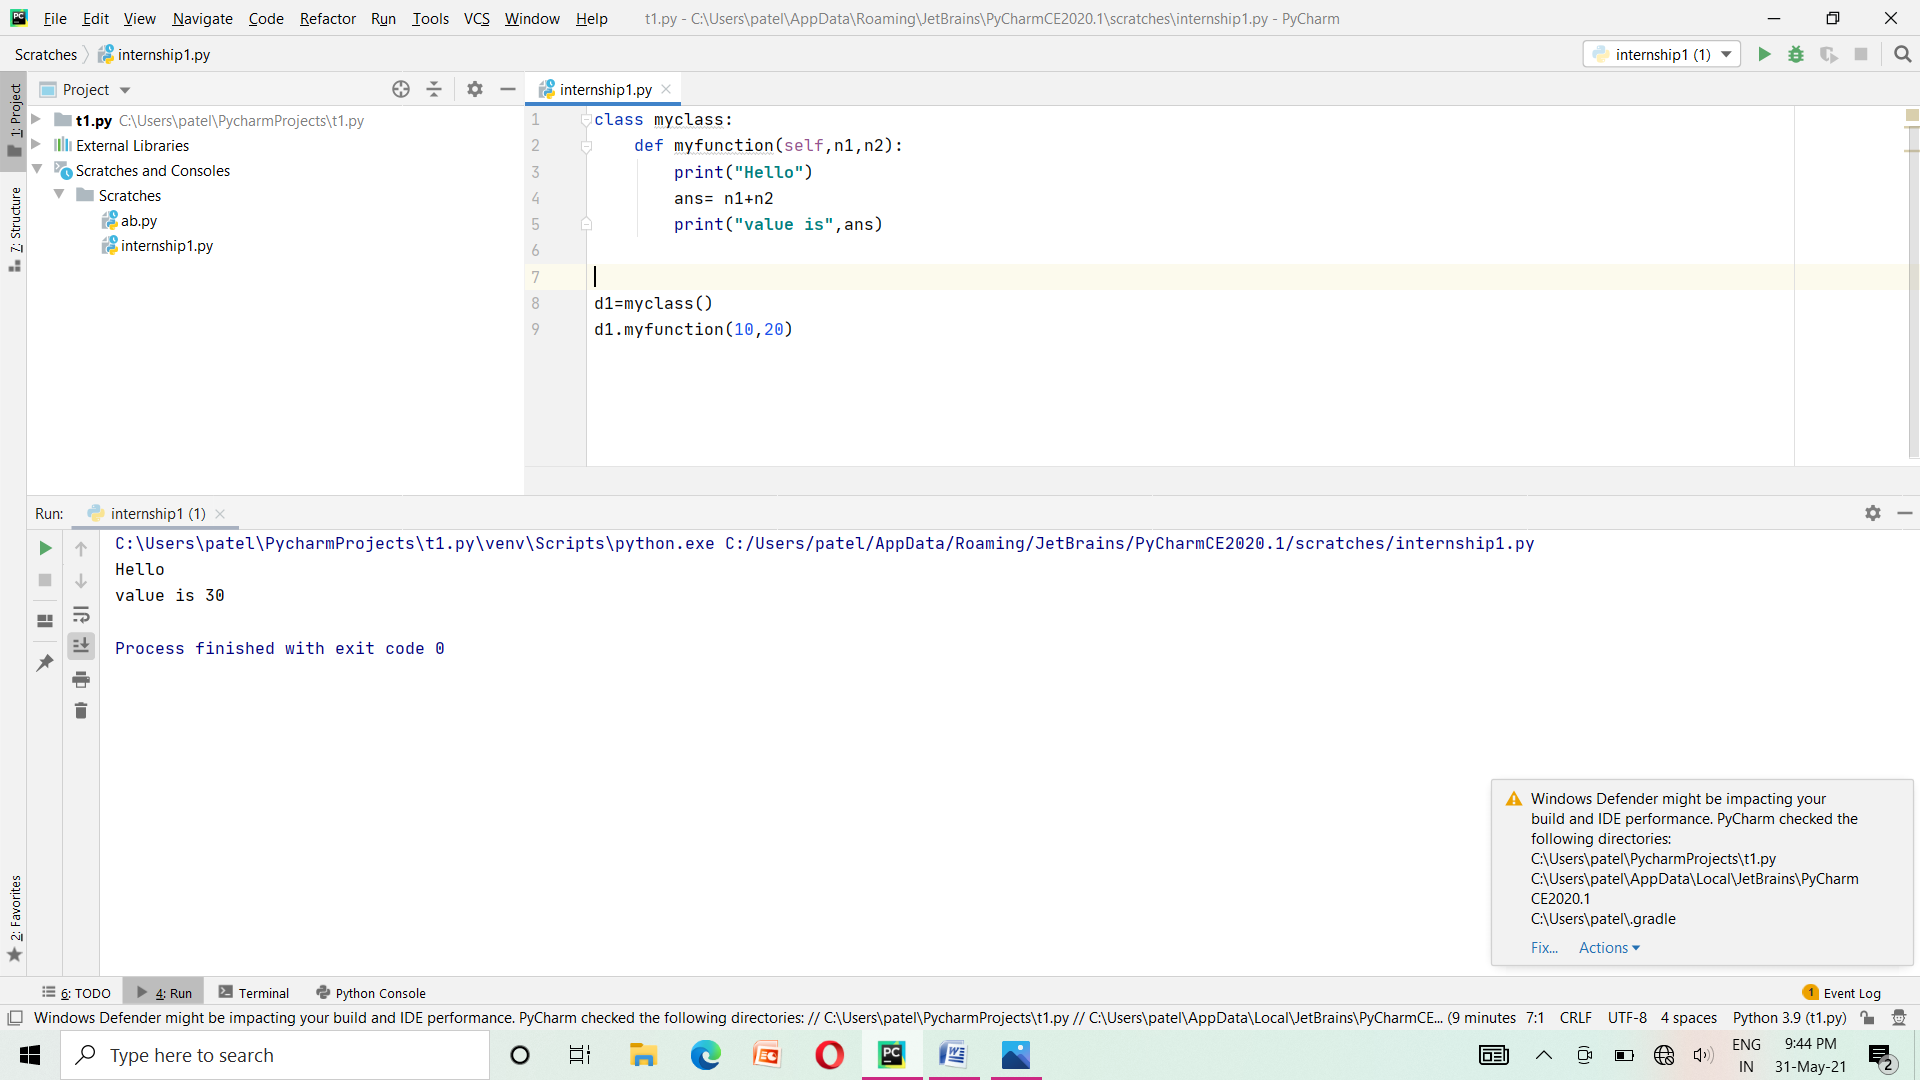 File Edit View Navigate Code Refactor Run Tools VCS Window Help t1.py - C:\Users\patel\AppData\Roaming\JetBrains\PyCharmCE2020.1\scratches\internship1.py - PyCharm
Scratches internship1.py
internship1 (1)
1: Project
7: Structure
2: Favorites
Project
t1.py C:\Users\patel\PycharmProjects\t1.py
External Libraries
Scratches and Consoles
Scratches
ab.py
internship1.py
internship1.py
1 class myclass:
2 def myfunction(self,n1,n2):
3 print("Hello")
4 ans= n1+n2
5 print("value is",ans)
6
7
8 d1=myclass()
9 d1.myfunction(10,20)
Run: internship1 (1)
C:\Users\patel\PycharmProjects\t1.py\venv\Scripts\python.exe C:/Users/patel/AppData/Roaming/JetBrains/PyCharmCE2020.1/scratches/internship1.py
Hello
value is 30
Process finished with exit code 0
Windows Defender might be impacting your
build and IDE performance. PyCharm checked the
following directories:
C:\Users\patel\PycharmProjects\t1.py
C:\Users\patel\AppData\Local\JetBrains\PyCharm
CE2020.1
C:\Users\patel\.gradle
Fix... Actions
6: TODO 4: Run Terminal Python Console 1 Event Log
Windows Defender might be impacting your build and IDE performance. PyCharm checked the following directories: // C:\Users\patel\PycharmProjects\t1.py // C:\Users\patel\AppData\Local\JetBrains\PyCharmCE... (9 minutes 7:1 CRLF UTF-8 4 spaces Python 3.9 (t1.py)
Type here to search
ENG
IN
9:44 PM
31-May-21
2